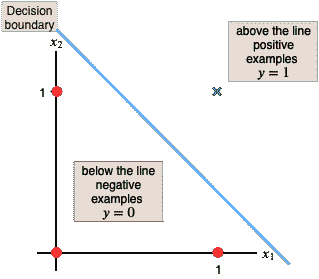 Decision
boundary
x₂
above the line
positive
examples
y = 1
1
below the line
negative
examples
y = 0
x₁
1